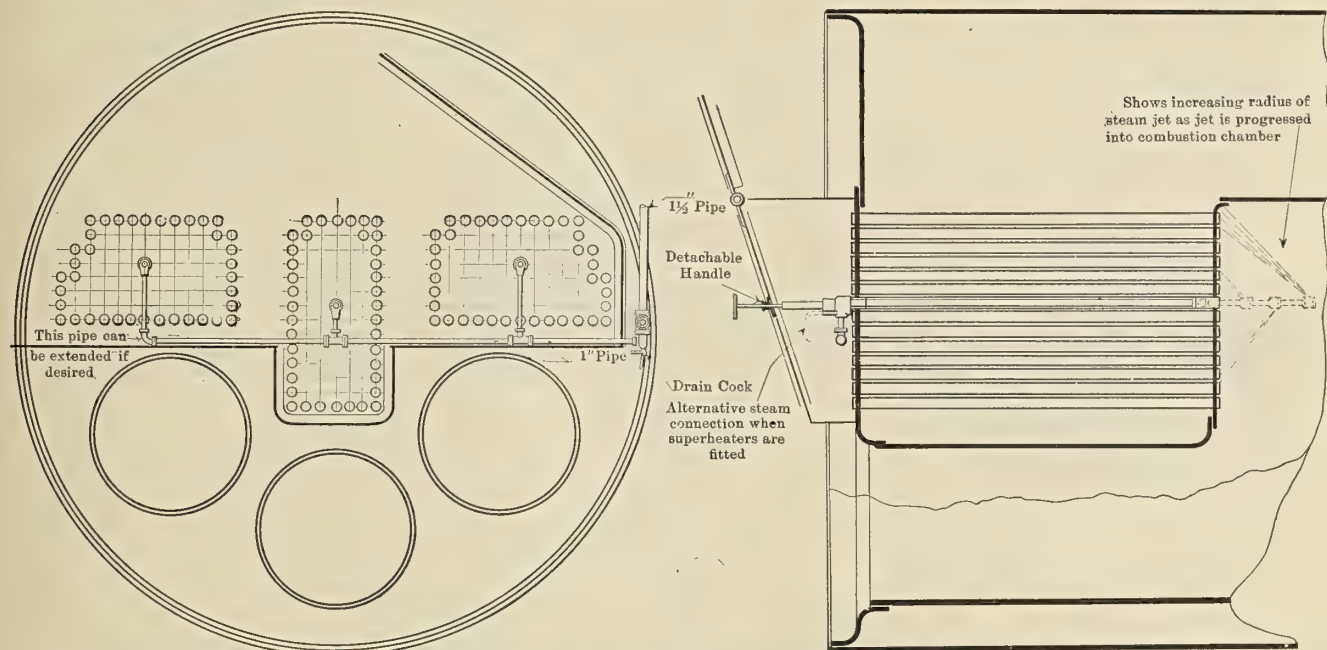 This pipe can
be extended if
desired
1" Pipe
1½" Pipe
Detachable
Handle
Drain Cock
Alternative steam
connection when
superheaters are
fitted
Shows increasing radius of
steam jet as jet is progressed
into combustion chamber